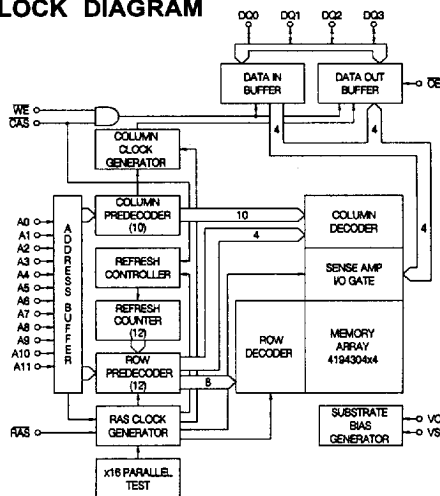 LOCK DIAGRAM
DQ0 DQ1 DQ2 DQ3
DATA IN
BUFFER
DATA OUT
BUFFER
OE
WE
CAS
4
4
COLUMN
CLOCK
GENERATOR
4
COLUMN
PREDECODER
(10)
10
4
COLUMN
DECODER
A0
A1
A2
A3
A4
A5
A6
A7
A8
A9
A10
A11
ADDRESS BUFFER
REFRESH
CONTROLLER
SENSE AMP
I/O GATE
REFRESH
COUNTER
(12)
ROW
DECODER
MEMORY
ARRAY
4194304x4
ROW
PREDECODER
(12)
8
RAS
RAS CLOCK
GENERATOR
SUBSTRATE
BIAS
GENERATOR
VC
VS
x16 PARALLEL
TEST